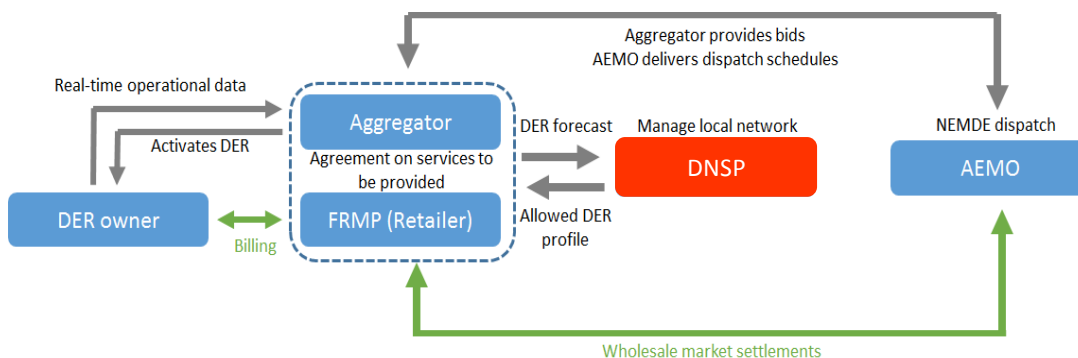 Aggregator provides bids
AEMO delivers dispatch schedules
Real-time operational data
Aggregator
DER forecast
Manage local network
NEMDE dispatch
Activates DER
Agreement on services to
be provided
DNSP
AEMO
DER owner
FRMP (Retailer)
Allowed DER
profile
Billing
Wholesale market settlements